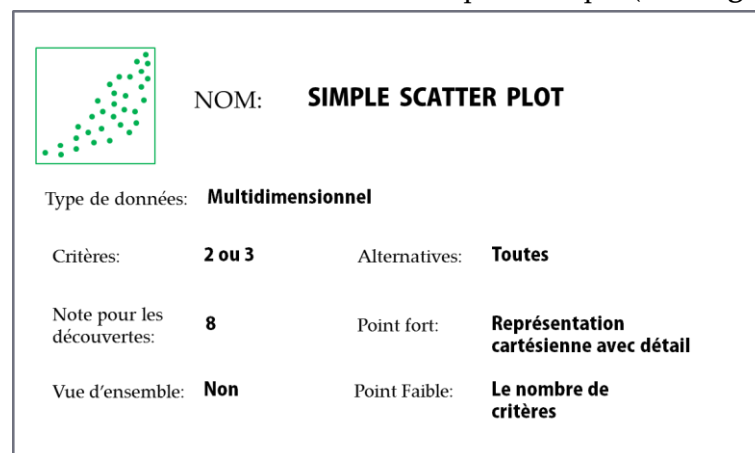 NOM: SIMPLE SCATTER PLOT
Type de données: Multidimensionnel
Critères: 2 ou 3 Alternatives: Toutes
Note pour les
découvertes: 8 Point fort: Représentation
cartésienne avec détail
Vue d'ensemble: Non Point Faible: Le nombre de
critères